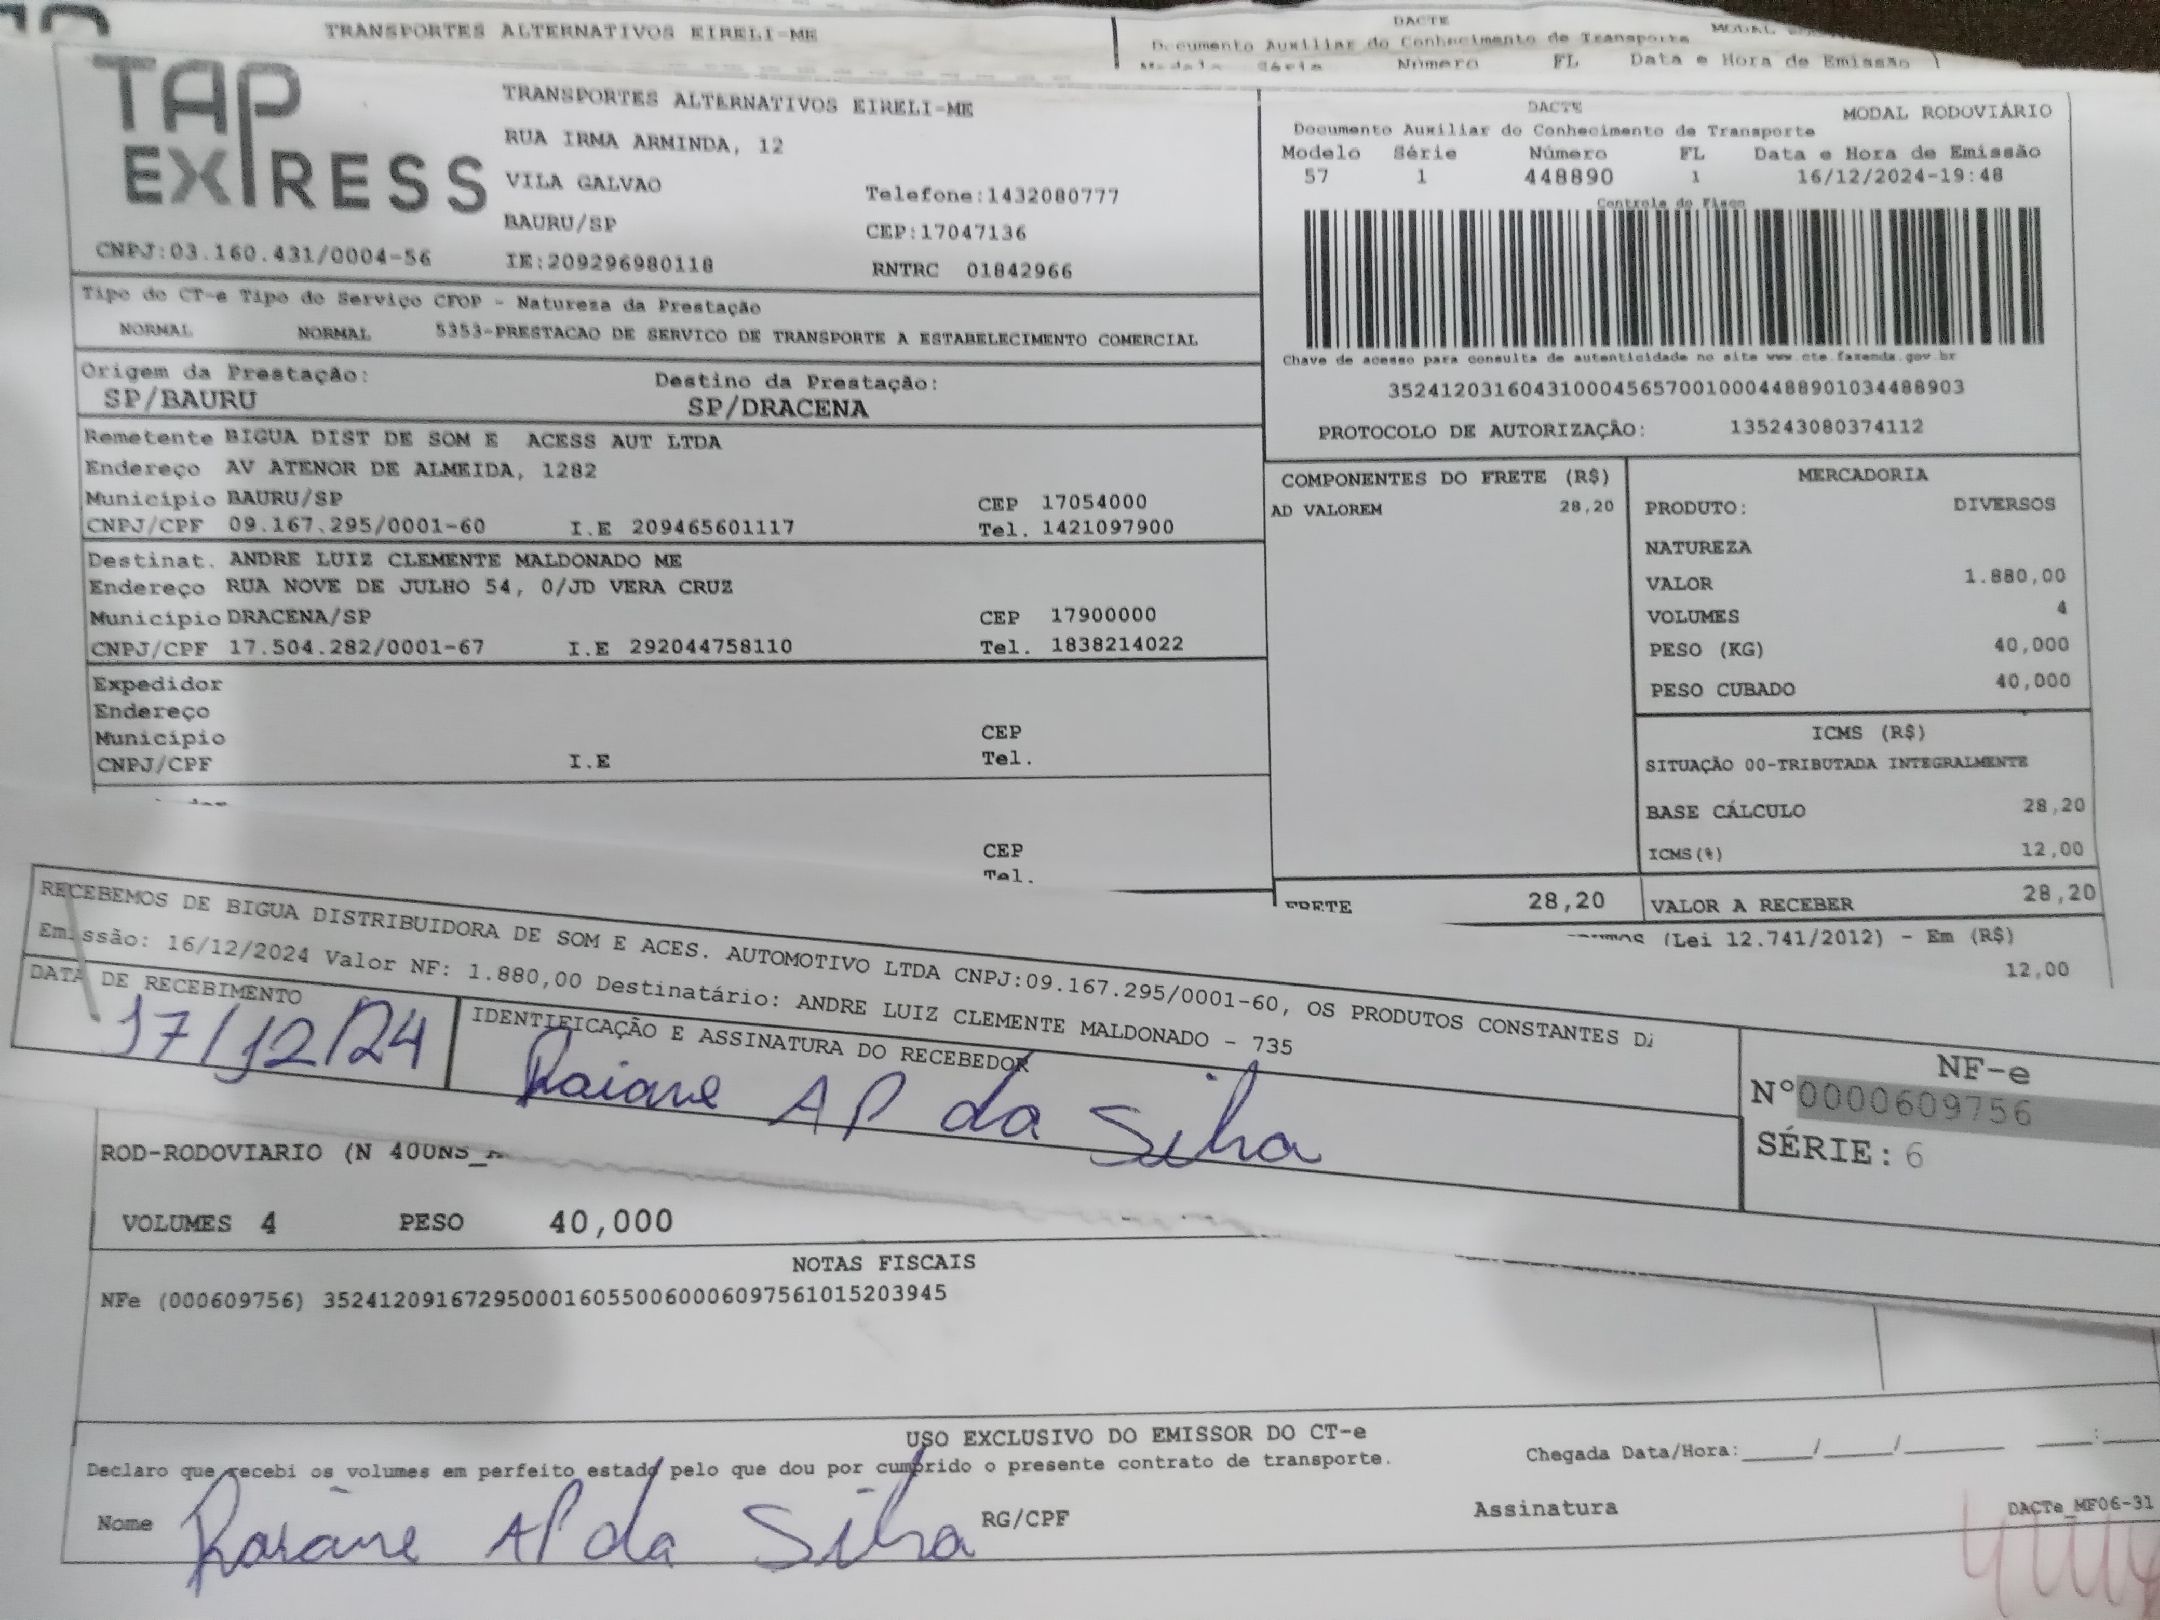 TRANSPORTES ALTERNATIVOS EIRELI-ME
DACTE
Documento Auxiliar do Conhecimento de Transporte MODAL
Modelo Série Número FL Data e Hora de Emissão
TAP EXPRESS
TRANSPORTES ALTERNATIVOS EIRELI-ME
RUA IRMA ARMINDA, 12
VILA GALVAO Telefone:1432080777
BAURU/SP CEP:17047136
CNPJ:03.160.431/0004-56 IE:209296980118 RNTRC 01842966
DACTE MODAL RODOVIÁRIO
Documento Auxiliar do Conhecimento de Transporte
Modelo Série Número FL Data e Hora de Emissão
57 1 448890 1 16/12/2024-19:48
Controle do Fisco
Chave de acesso para consulta de autenticidade no site www.cte.fazenda.gov.br
35241203160431000456570010004488901034488903
PROTOCOLO DE AUTORIZAÇÃO: 135243080374112
Tipo do CT-e Tipo do Serviço CFOP - Natureza da Prestação
NORMAL NORMAL 5353-PRESTACAO DE SERVICO DE TRANSPORTE A ESTABELECIMENTO COMERCIAL
Origem da Prestação: Destino da Prestação:
SP/BAURU SP/DRACENA
Remetente BIGUA DIST DE SOM E ACESS AUT LTDA
Endereço AV ATENOR DE ALMEIDA, 1282
Município BAURU/SP CEP 17054000
CNPJ/CPF 09.167.295/0001-60 I.E 209465601117 Tel. 1421097900
Destinat. ANDRE LUIZ CLEMENTE MALDONADO ME
Endereço RUA NOVE DE JULHO 54, 0/JD VERA CRUZ
Município DRACENA/SP CEP 17900000
CNPJ/CPF 17.504.282/0001-67 I.E 292044758110 Tel. 1838214022
Expedidor
Endereço
Município CEP
CNPJ/CPF I.E Tel.
CEP
Tel.
COMPONENTES DO FRETE (R$)
AD VALOREM 28,20
FRETE 28,20
MERCADORIA
PRODUTO: DIVERSOS
NATUREZA
VALOR 1.880,00
VOLUMES 4
PESO (KG) 40,000
PESO CUBADO 40,000
ICMS (R$)
SITUAÇÃO 00-TRIBUTADA INTEGRALMENTE
BASE CÁLCULO 28,20
ICMS(%) 12,00
VALOR A RECEBER 28,20
(Lei 12.741/2012) - Em (R$)
12,00
RECEBEMOS DE BIGUA DISTRIBUIDORA DE SOM E ACES. AUTOMOTIVO LTDA CNPJ:09.167.295/0001-60, OS PRODUTOS CONSTANTES
Emissão: 16/12/2024 Valor NF: 1.880,00 Destinatário: ANDRE LUIZ CLEMENTE MALDONADO - 735
DATA DE RECEBIMENTO IDENTIFICAÇÃO E ASSINATURA DO RECEBEDOR
17/12/24 Raiane AP da Silva
NF-e
Nº0000609756
SÉRIE: 6
ROD-RODOVIARIO (N 40UNS_
VOLUMES 4 PESO 40,000
NOTAS FISCAIS
NFe (000609756) 35241209167295000160550060006097561015203945
USO EXCLUSIVO DO EMISSOR DO CT-e
Declaro que recebi os volumes em perfeito estado pelo que dou por cumprido o presente contrato de transporte.
Chegada Data/Hora:_____/_____/________ ____:____
Nome Raiane AP da Silva RG/CPF Assinatura DACTe_MF06-31